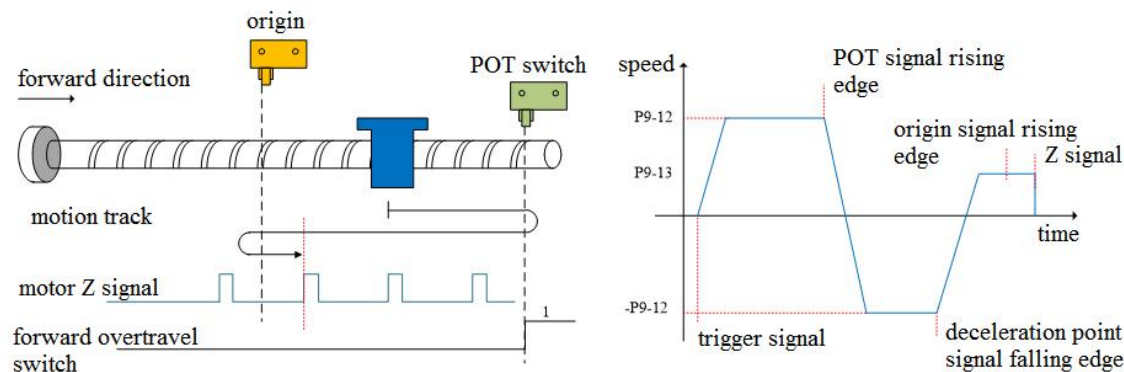 origin
forward direction
POT switch
motion track
motor Z signal
1
forward overtravel
switch
speed
POT signal rising
edge
P9-12
origin signal rising
edge
Z signal
P9-13
time
-P9-12
trigger signal
deceleration point
signal falling edge